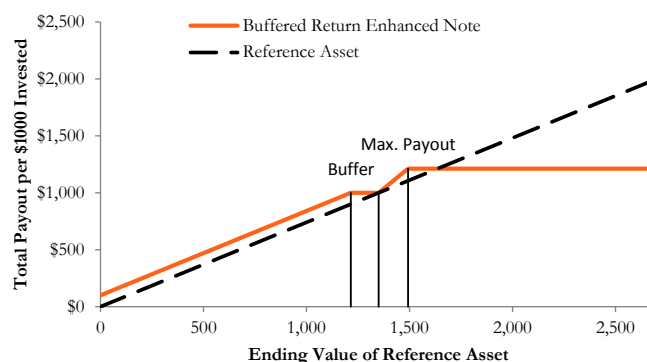 $2,500
Buffered Return Enhanced Note
Reference Asset
$2,000
Total Payout per $1000 Invested
$1,500
Max. Payout
Buffer
$1,000
$500
$0
0 500 1,000 1,500 2,000 2,500
Ending Value of Reference Asset